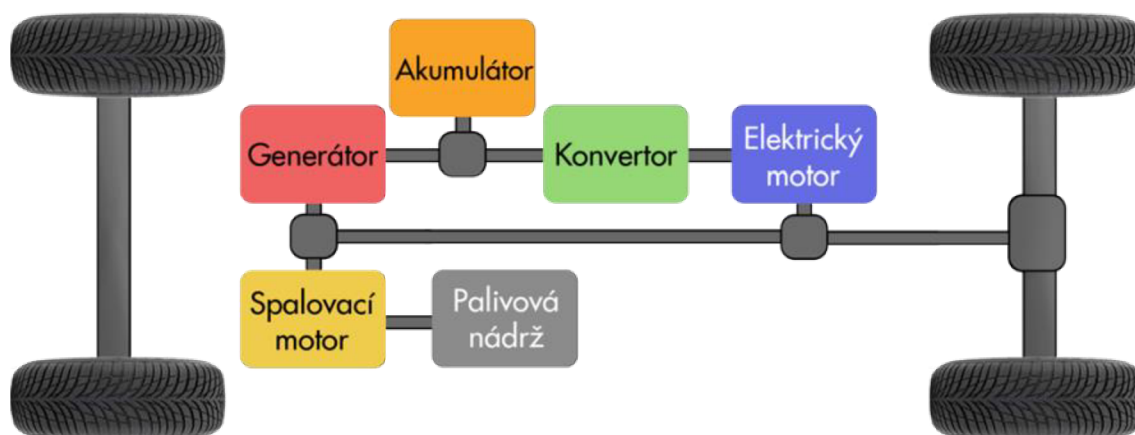 Akumulátor
Generátor
Konvertor
Elektrický
motor
Spalovací
motor
Palivová
nádrž